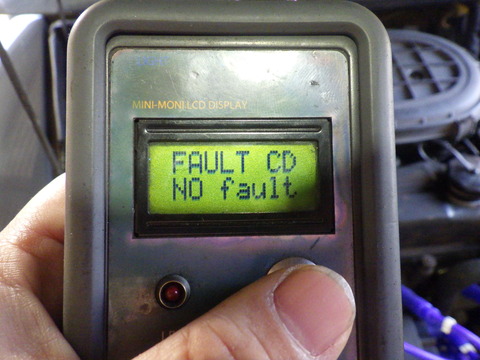 MINI-MONI.LCD DISPLAY
FAULT CD
NO fault